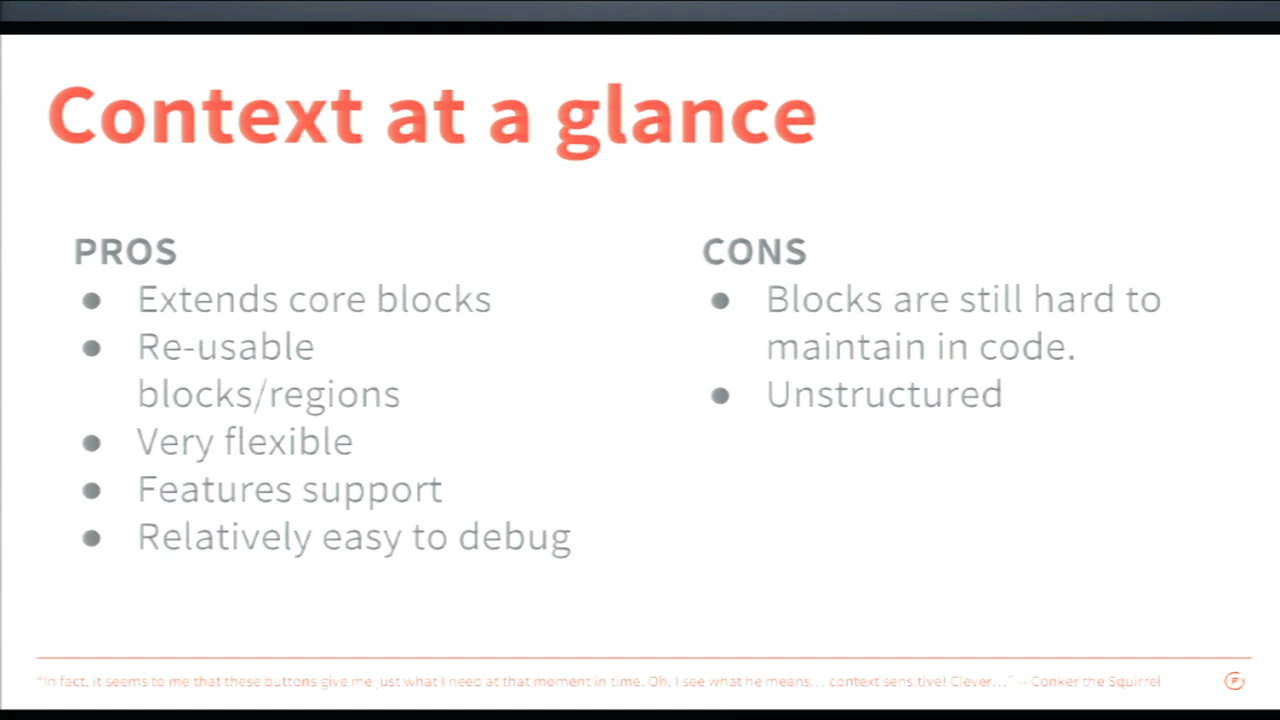 Context at a glance
PROS
● Extends core blocks
● Re-usable
blocks/regions
● Very flexible
● Features support
● Relatively easy to debug
CONS
● Blocks are still hard to
maintain in code.
● Unstructured
"In fact, it seems to me that these buttons give me just what I need at that moment in time. Oh, I see what he means... context sensitive! Clever..." -- Conker the Squirrel